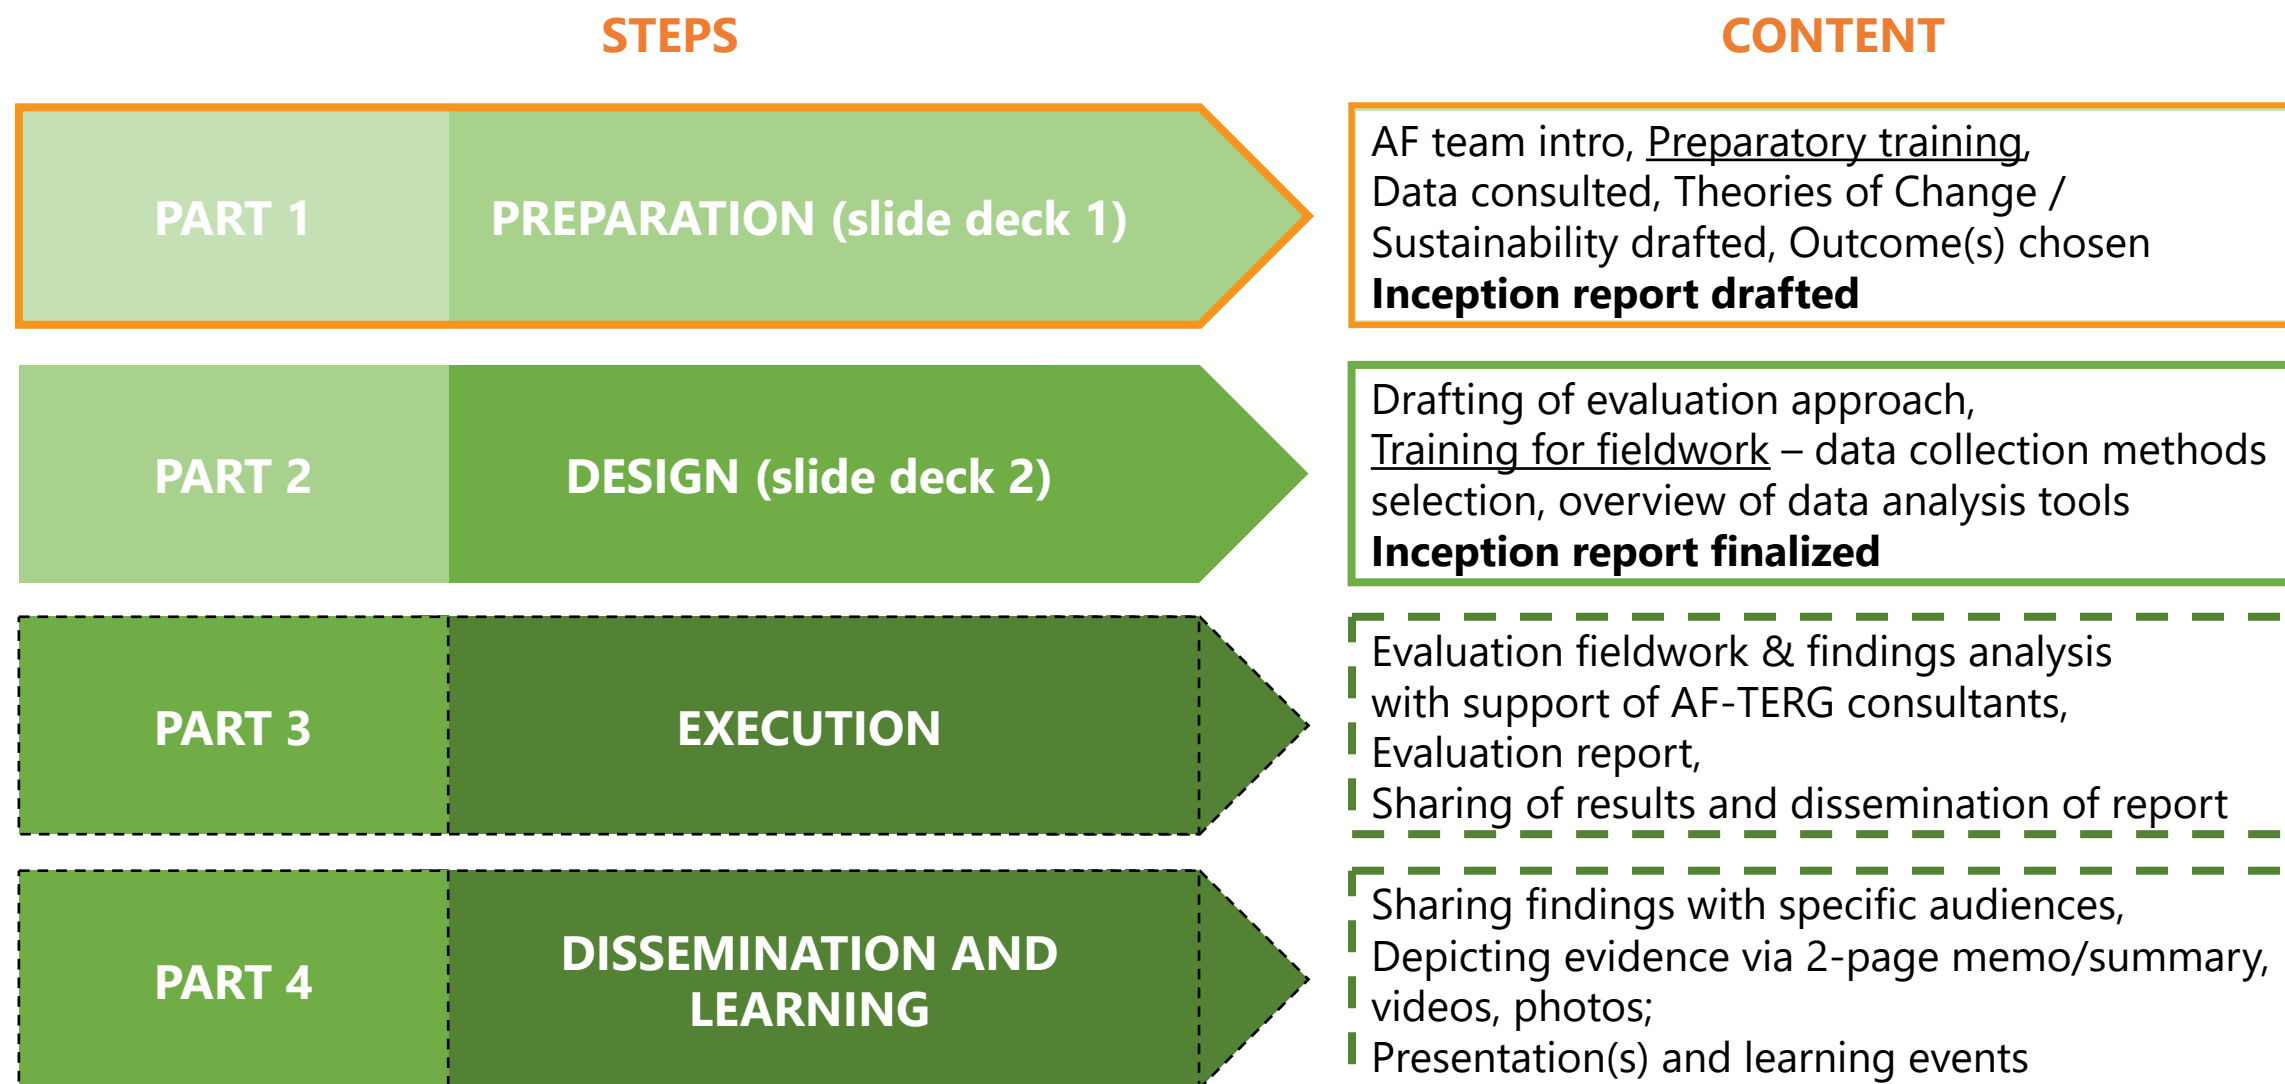 STEPS
CONTENT
PART 1
PREPARATION (slide deck 1)
AF team intro, Preparatory training,
Data consulted, Theories of Change /
Sustainability drafted, Outcome(s) chosen
Inception report drafted
PART 2
DESIGN (slide deck 2)
Drafting of evaluation approach,
Training for fieldwork – data collection methods
selection, overview of data analysis tools
Inception report finalized
PART 3
EXECUTION
Evaluation fieldwork & findings analysis
with support of AF-TERG consultants,
Evaluation report,
Sharing of results and dissemination of report
PART 4
DISSEMINATION AND
LEARNING
Sharing findings with specific audiences,
Depicting evidence via 2-page memo/summary,
videos, photos;
Presentation(s) and learning events